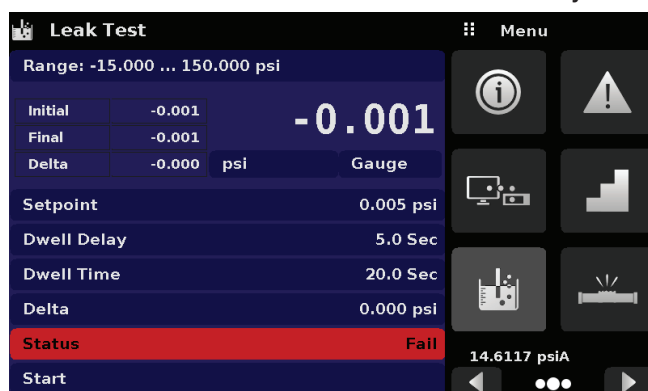 Leak Test
Menu
Range: -15.000 ... 150.000 psi
Initial -0.001
Final -0.001
Delta -0.000
-0.001
psi Gauge
Setpoint 0.005 psi
Dwell Delay 5.0 Sec
Dwell Time 20.0 Sec
Delta 0.000 psi
Status Fail
Start
14.6117 psiA